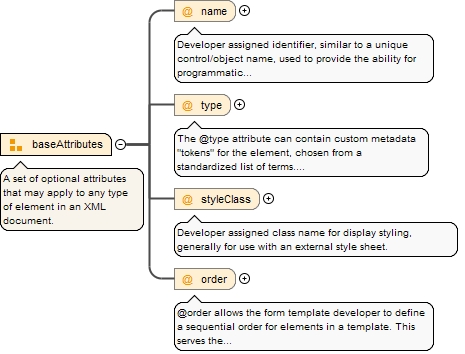 @ name
Developer assigned identifier, similar to a unique
control/object name, used to provide the ability for
programmatic...
@ type
The @type attribute can contain custom metadata
"tokens" for the element, chosen from a
standardized list of terms....
baseAttributes
A set of optional attributes
that may apply to any type
of element in an XML
document.
@ styleClass
Developer assigned class name for display styling,
generally for use with an external style sheet.
@ order
@order allows the form template developer to define
a sequential order for elements in a template. This
serves the...